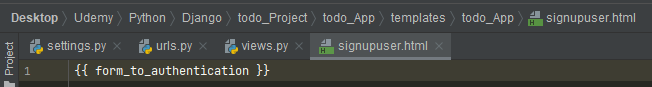 Desktop > Udemy > Python > Django > todo_Project > todo_App > templates > todo_App > signupuser.html
Project
settings.py × urls.py × views.py × signupuser.html ×
1 {{ form_to_authentication }}